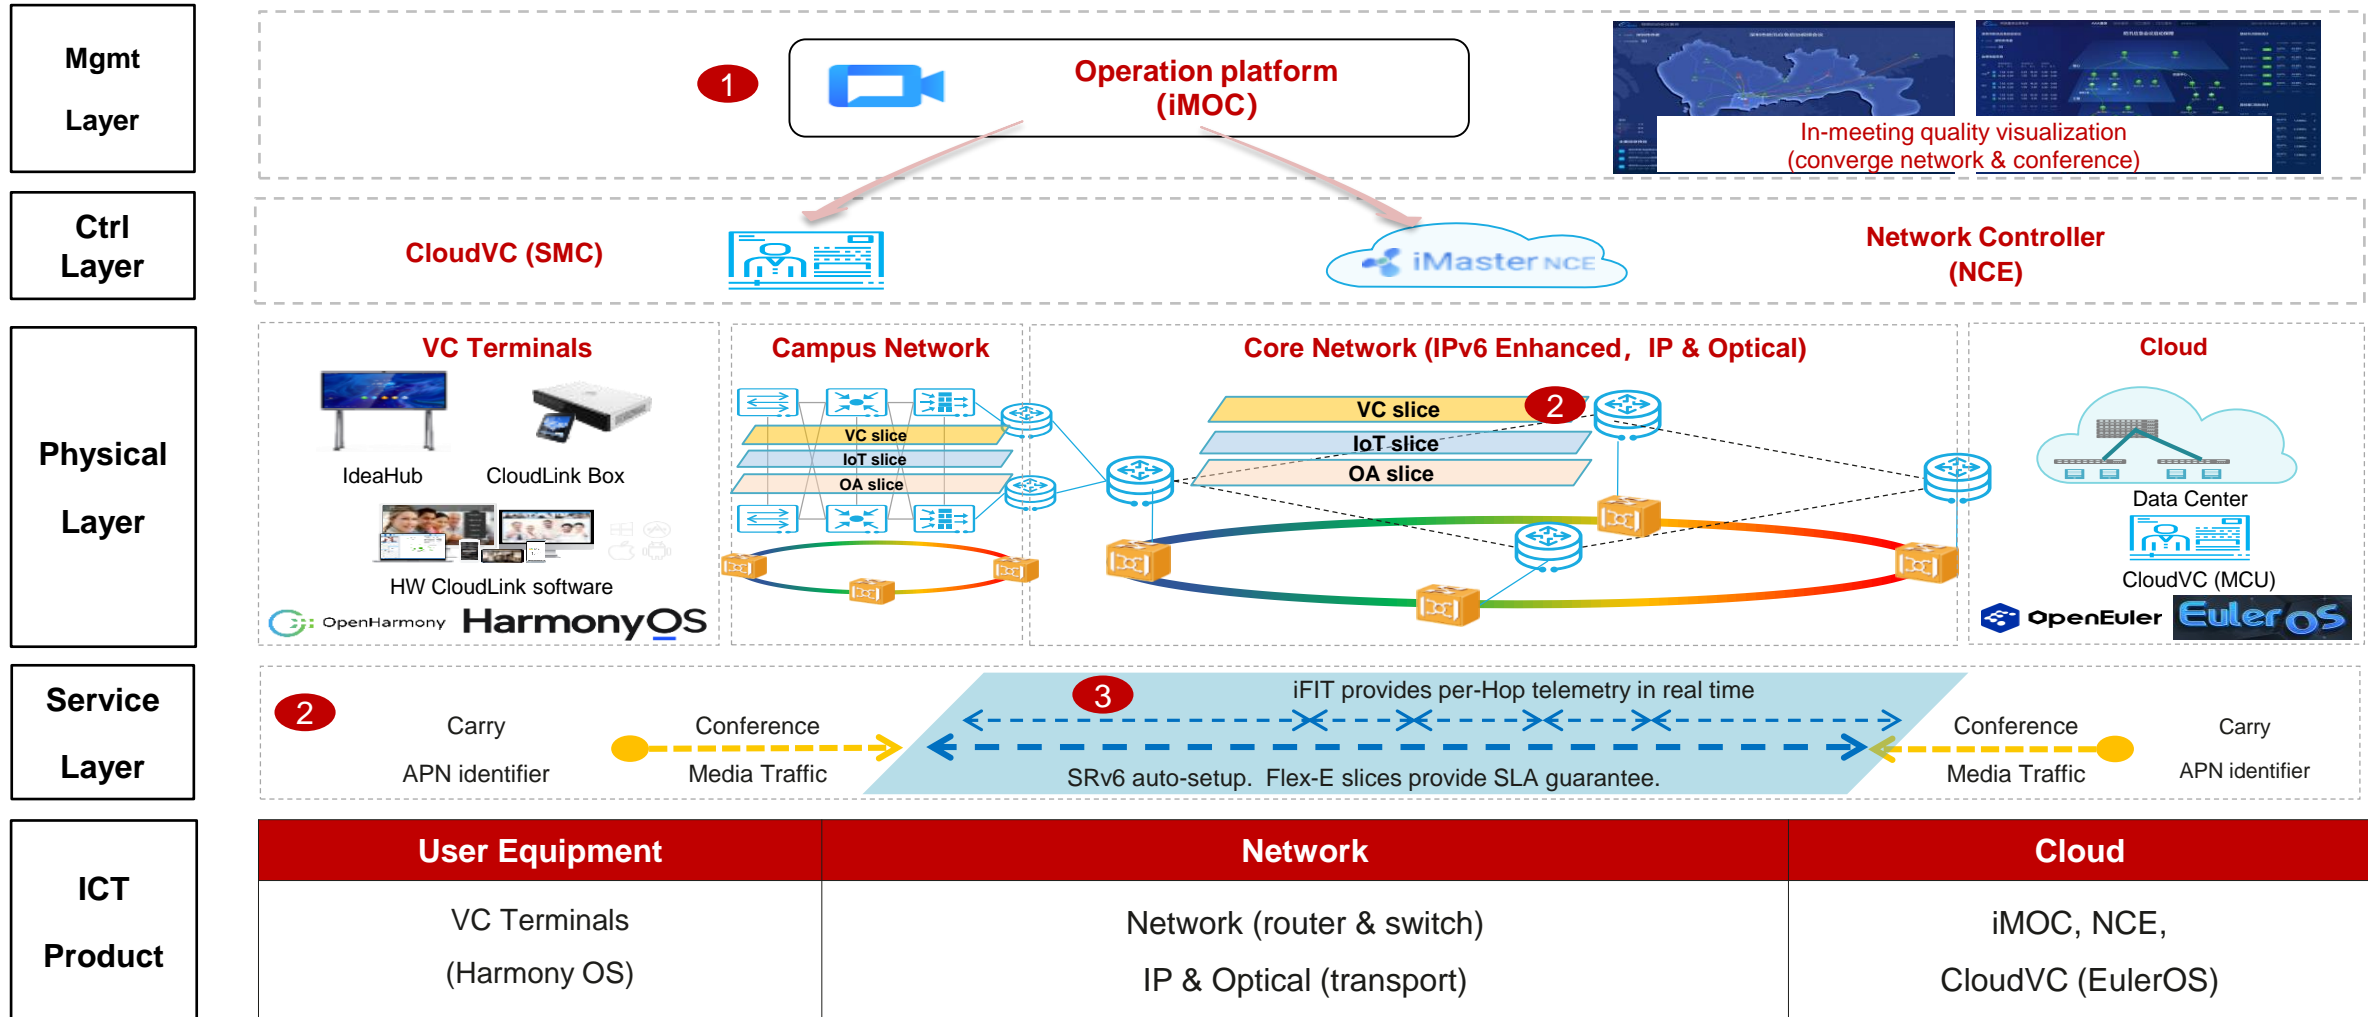 Mgmt
Layer
1
Operation platform
(iMOC)
In-meeting quality visualization
(converge network & conference)
Ctrl
Layer
CloudVC (SMC)
iMaster NCE
Network Controller
(NCE)
Physical
Layer
VC Terminals
IdeaHub
CloudLink Box
HW CloudLink software
OpenHarmony
HarmonyOS
Campus Network
VC slice
IoT slice
OA slice
Core Network (IPv6 Enhanced，IP & Optical)
VC slice
2
IoT slice
OA slice
Cloud
Data Center
CloudVC (MCU)
OpenEuler
EulerOS
Service
Layer
2
Carry
APN identifier
Conference
Media Traffic
3
iFIT provides per-Hop telemetry in real time
SRv6 auto-setup. Flex-E slices provide SLA guarantee.
Conference
Media Traffic
Carry
APN identifier
ICT
Product
User Equipment
Network
Cloud
VC Terminals
(Harmony OS)
Network (router & switch)
IP & Optical (transport)
iMOC, NCE,
CloudVC (EulerOS)